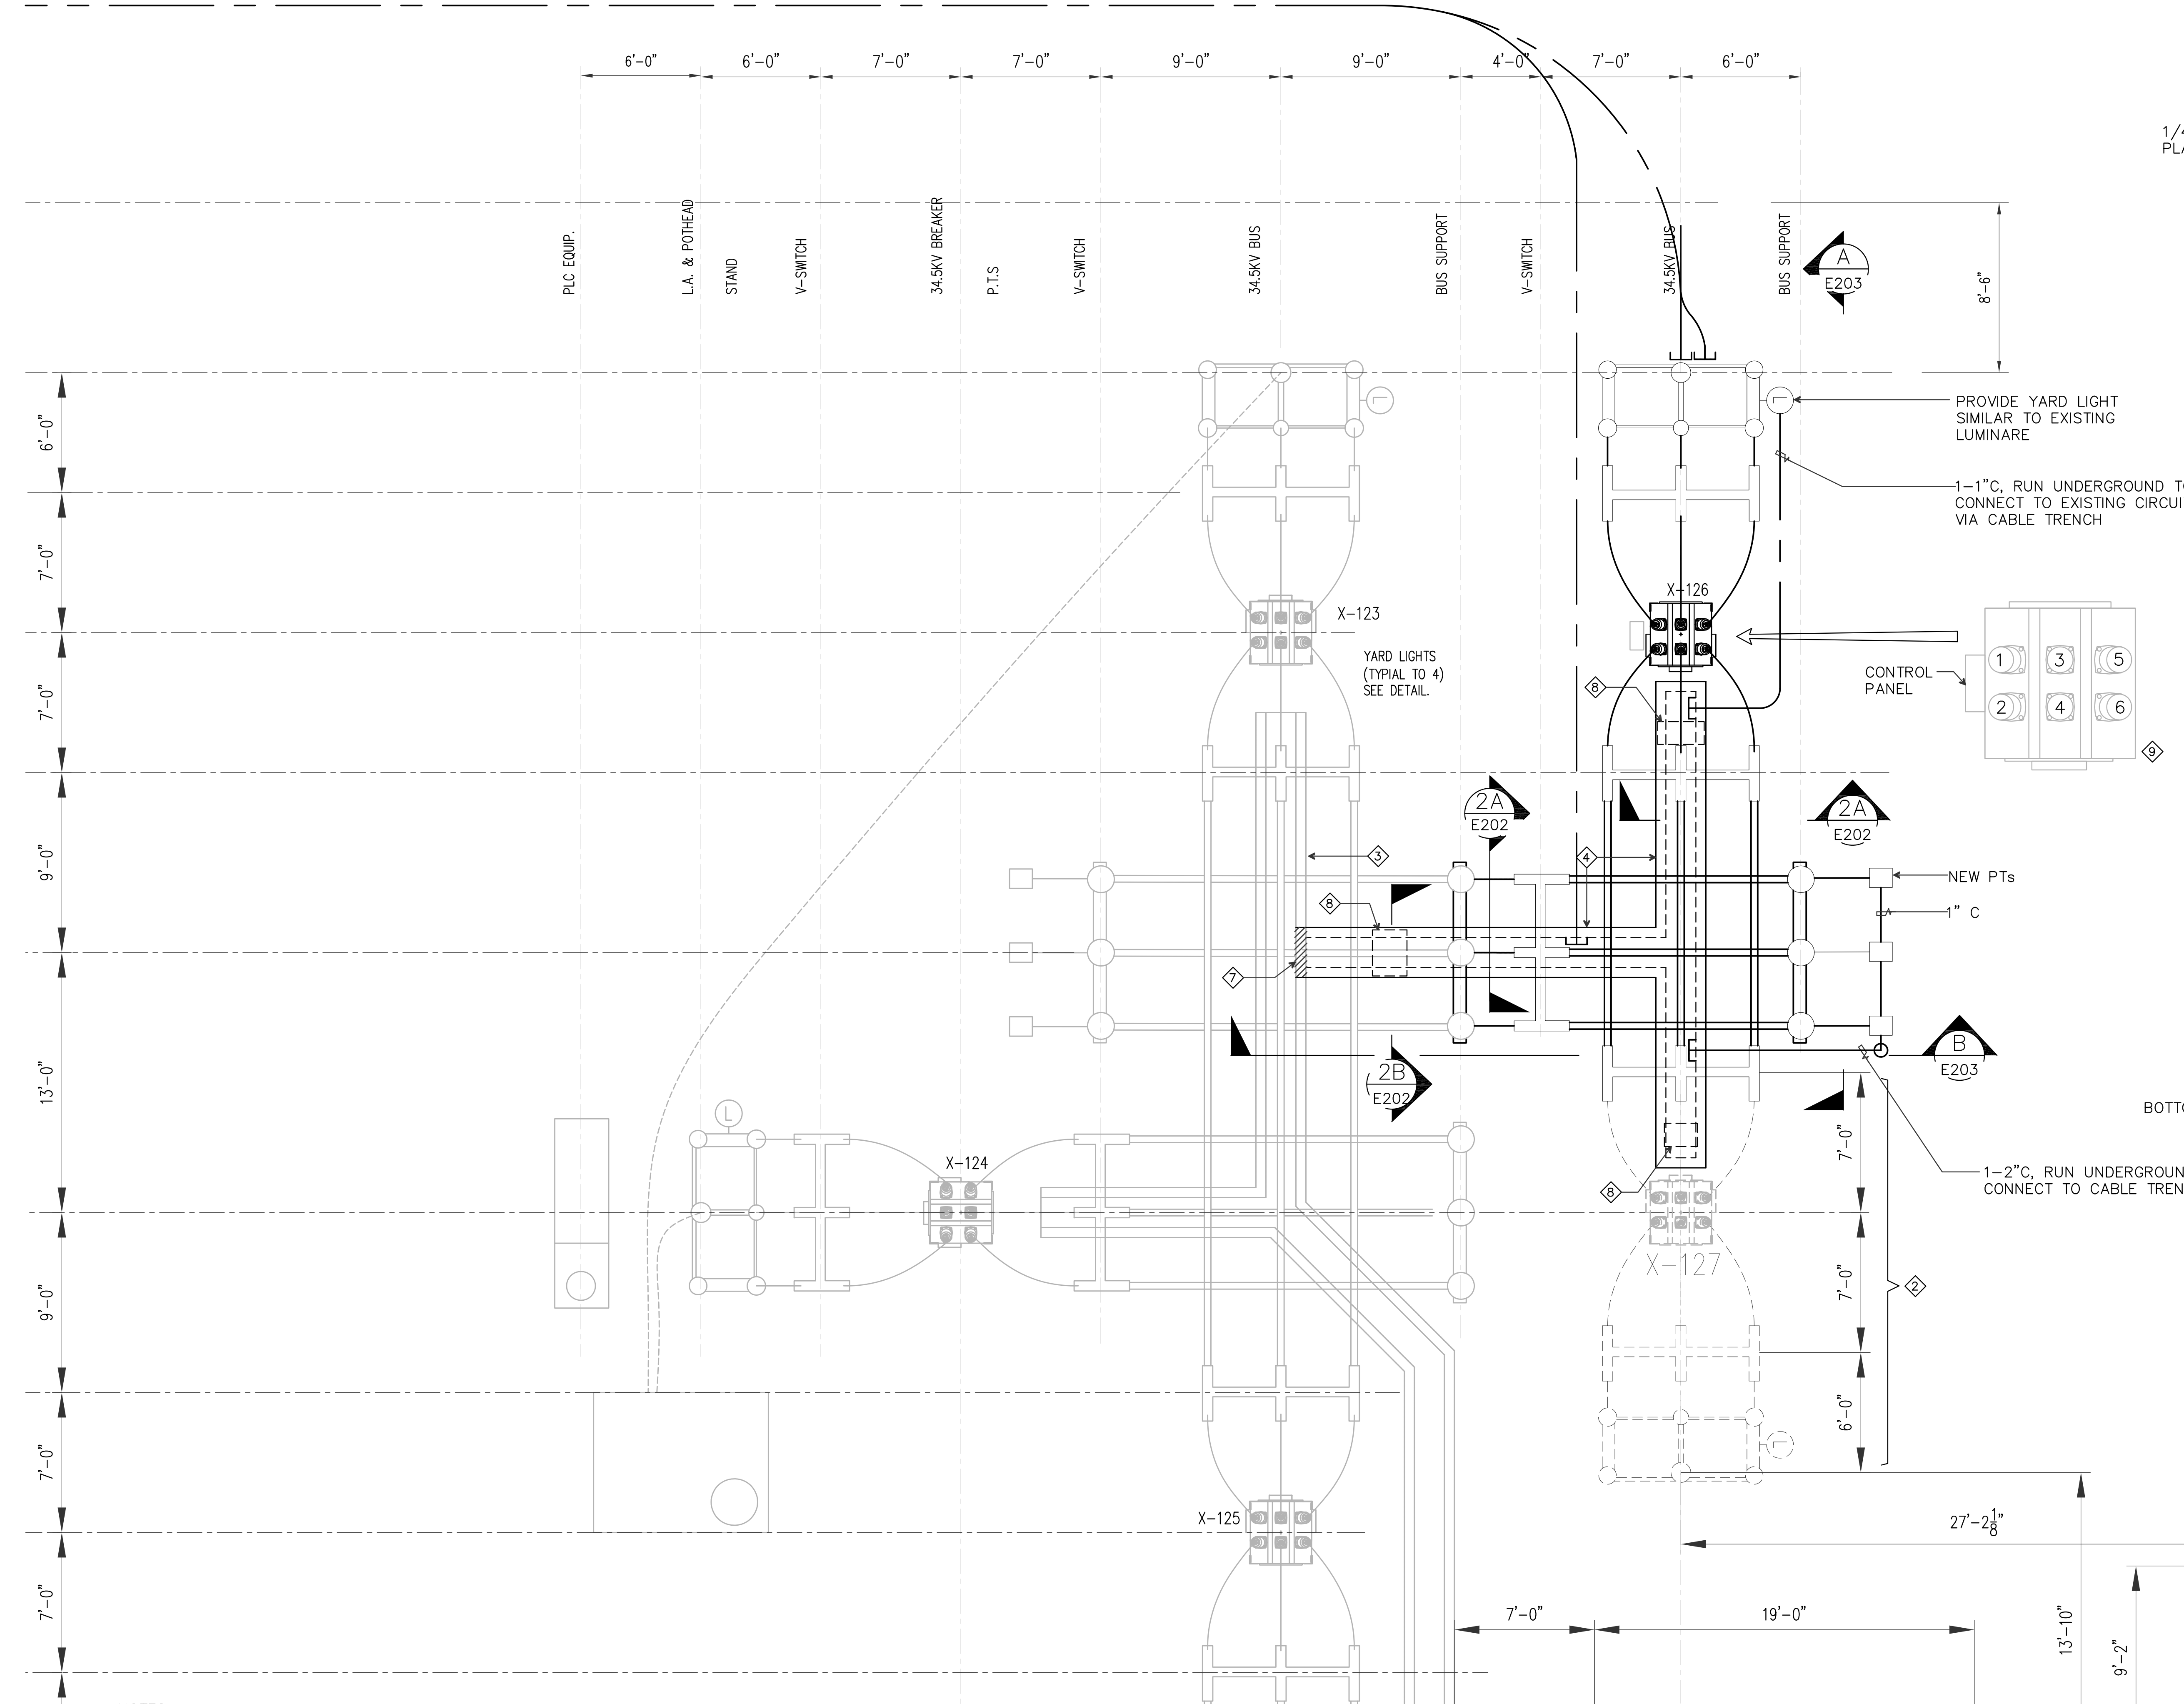 6'-0"
6'-0"
7'-0"
7'-0"
9'-0"
9'-0"
4'-0"
7'-0"
6'-0"
PLC EQUIP.
L.A. & POTHEAD
STAND
V-SWITCH
34.5KV BREAKER
P.T.S
V-SWITCH
34.5KV BUS
BUS SUPPORT
V-SWITCH
34.5KV BUS
BUS SUPPORT
A
E203
8'-6"
6'-0"
7'-0"
7'-0"
9'-0"
13'-0"
9'-0"
7'-0"
7'-0"
L
L
PROVIDE YARD LIGHT
SIMILAR TO EXISTING
LUMINARE
1-1"C, RUN UNDERGROUND
CONNECT TO EXISTING
VIA CABLE TRENCH
X-123
YARD LIGHTS
(TYPIAL TO 4)
SEE DETAIL.
X-126
CONTROL
PANEL
1
3
5
2
4
6
9
8
2A
E202
2A
E202
3
4
8
7
NEW PTs
1" C
2B
E202
B
E203
L
X-124
7'-0"
1-2"C, RUN
CONNECT TO CABLE
8
X-127
7'-0"
2
6'-0"
L
X-125
27'-2 1/8"
7'-0"
19'-0"
13'-10"
9'-2"